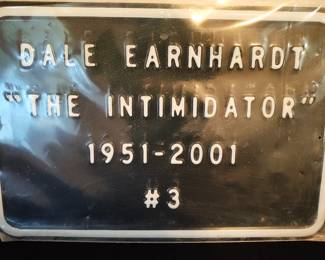 DALE EARNHARDT
"THE INTIMIDATOR"
1951-2001
#3